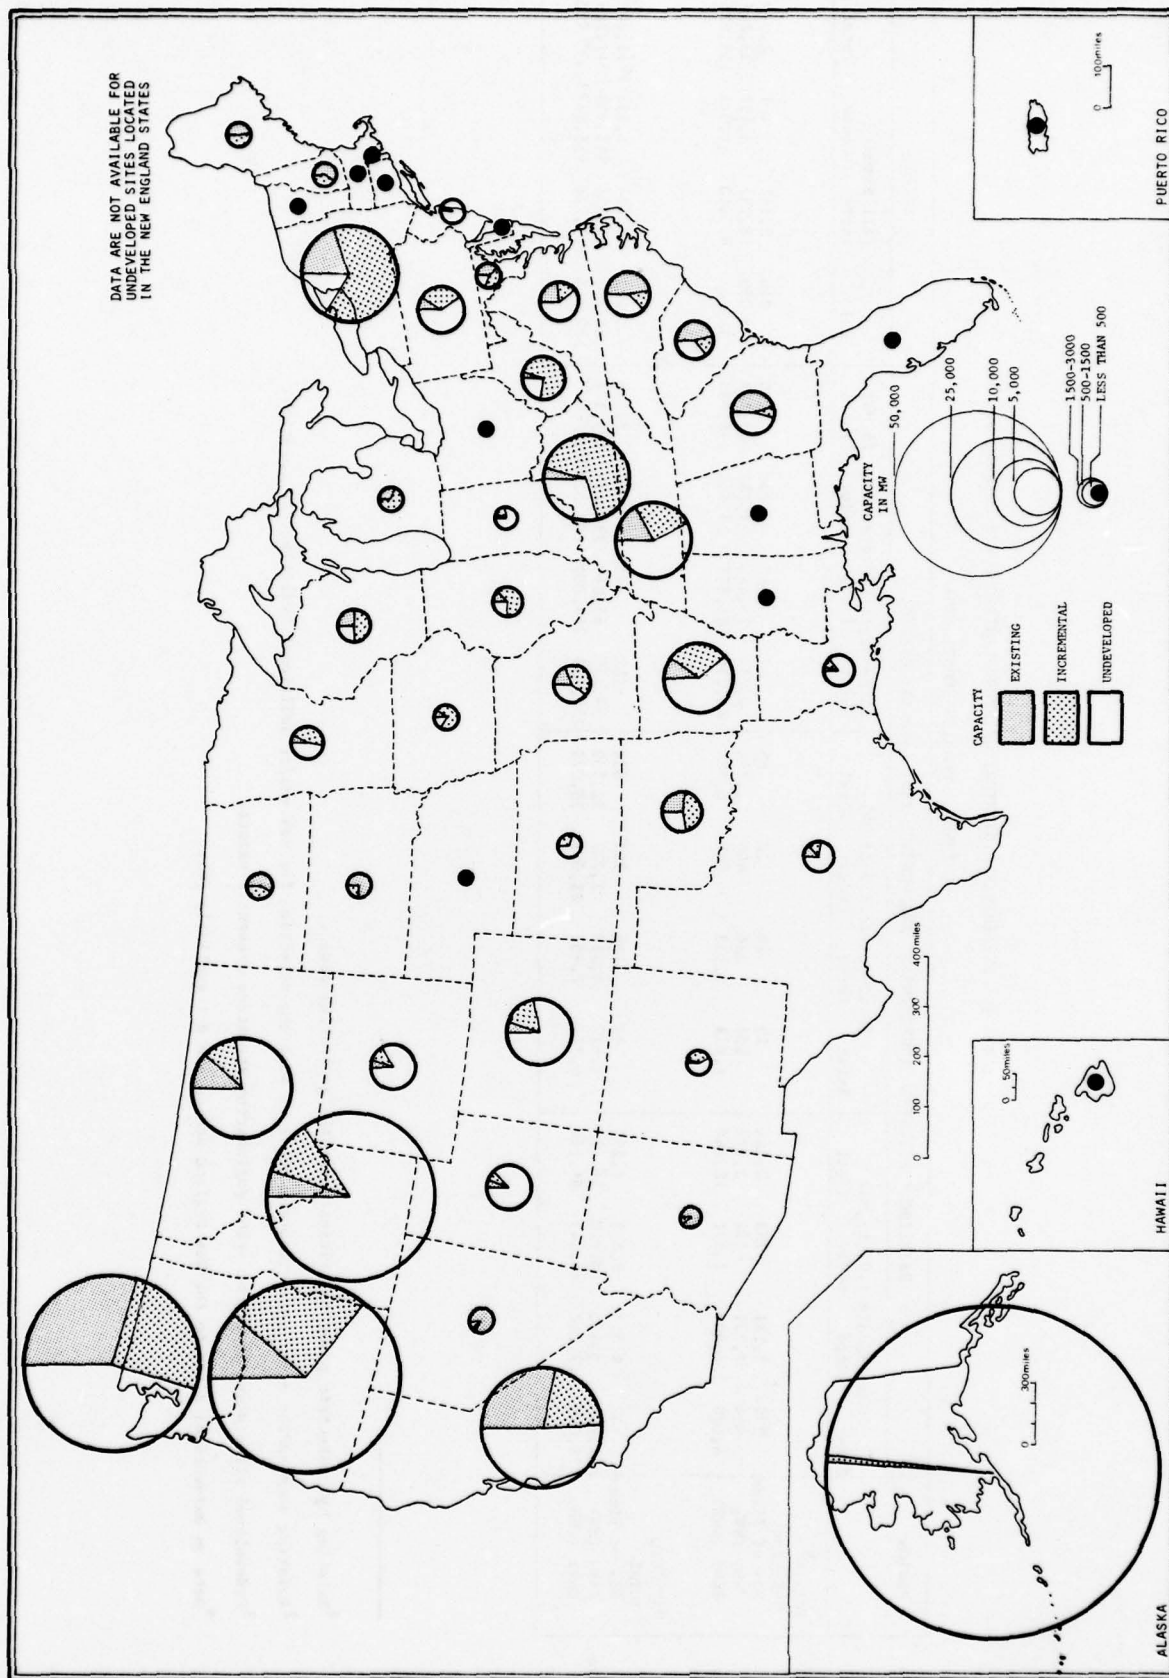 DATA ARE NOT AVAILABLE FOR
UNDEVELOPED SITES LOCATED
IN THE NEW ENGLAND STATES
CAPACITY
IN MW
50,000
25,000
10,000
5,000
1500-3000
500-1500
LESS THAN 500
CAPACITY
EXISTING
INCREMENTAL
UNDEVELOPED
0 100 200 300 400miles
0 300miles
ALASKA
0 50miles
HAWAII
0 100miles
PUERTO RICO